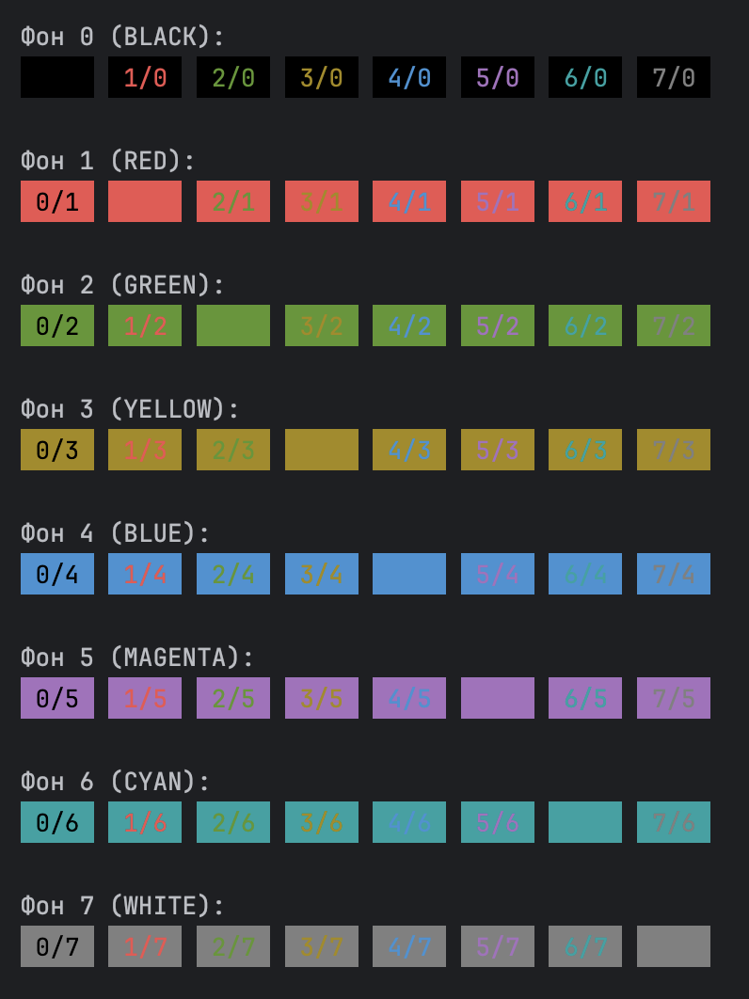 Фон 0 (BLACK):
1/0 2/0 3/0 4/0 5/0 6/0 7/0
Фон 1 (RED):
0/1 2/1 3/1 4/1 5/1 6/1 7/1
Фон 2 (GREEN):
0/2 1/2 3/2 4/2 5/2 6/2 7/2
Фон 3 (YELLOW):
0/3 1/3 2/3 4/3 5/3 6/3 7/3
Фон 4 (BLUE):
0/4 1/4 2/4 3/4 5/4 6/4 7/4
Фон 5 (MAGENTA):
0/5 1/5 2/5 3/5 4/5 6/5 7/5
Фон 6 (CYAN):
0/6 1/6 2/6 3/6 4/6 5/6 7/6
Фон 7 (WHITE):
0/7 1/7 2/7 3/7 4/7 5/7 6/7